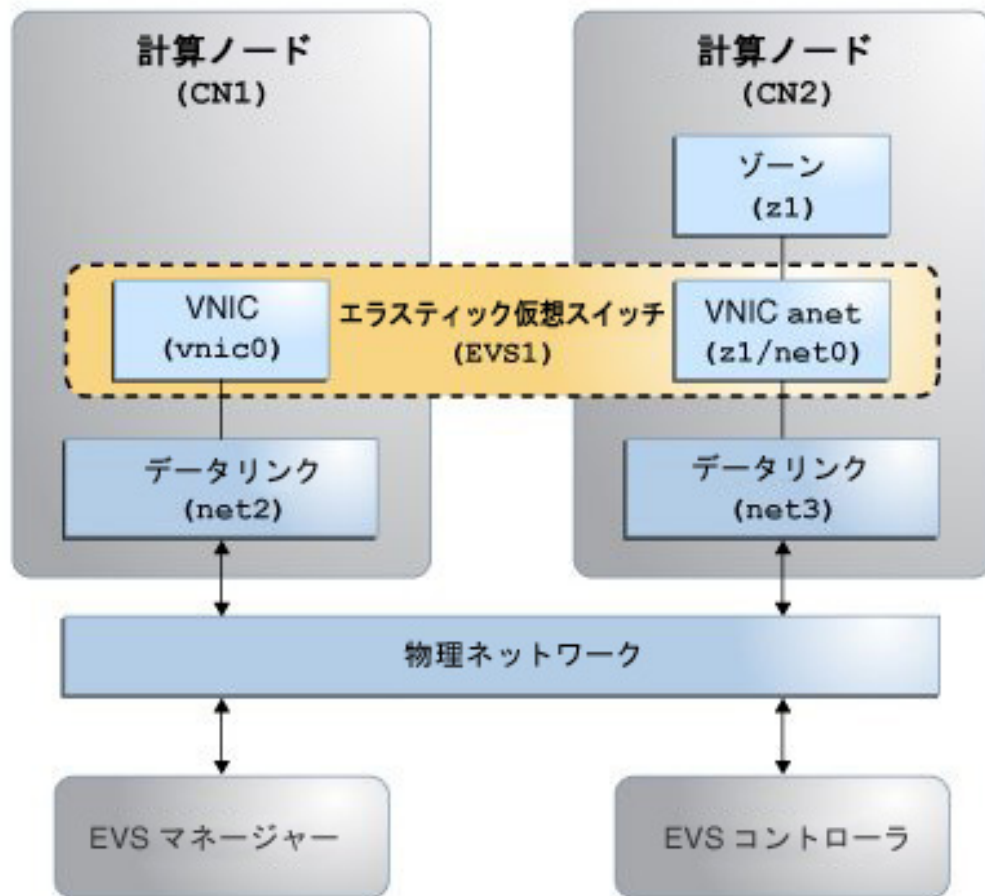 計算ノード
(CN1)
計算ノード
(CN2)
ゾーン
(z1)
VNIC
(vnic0)
エラスティック仮想スイッチ
(EVS1)
VNIC anet
(z1/net0)
データリンク
(net2)
データリンク
(net3)
物理ネットワーク
EVS マネージャー
EVS コントローラ